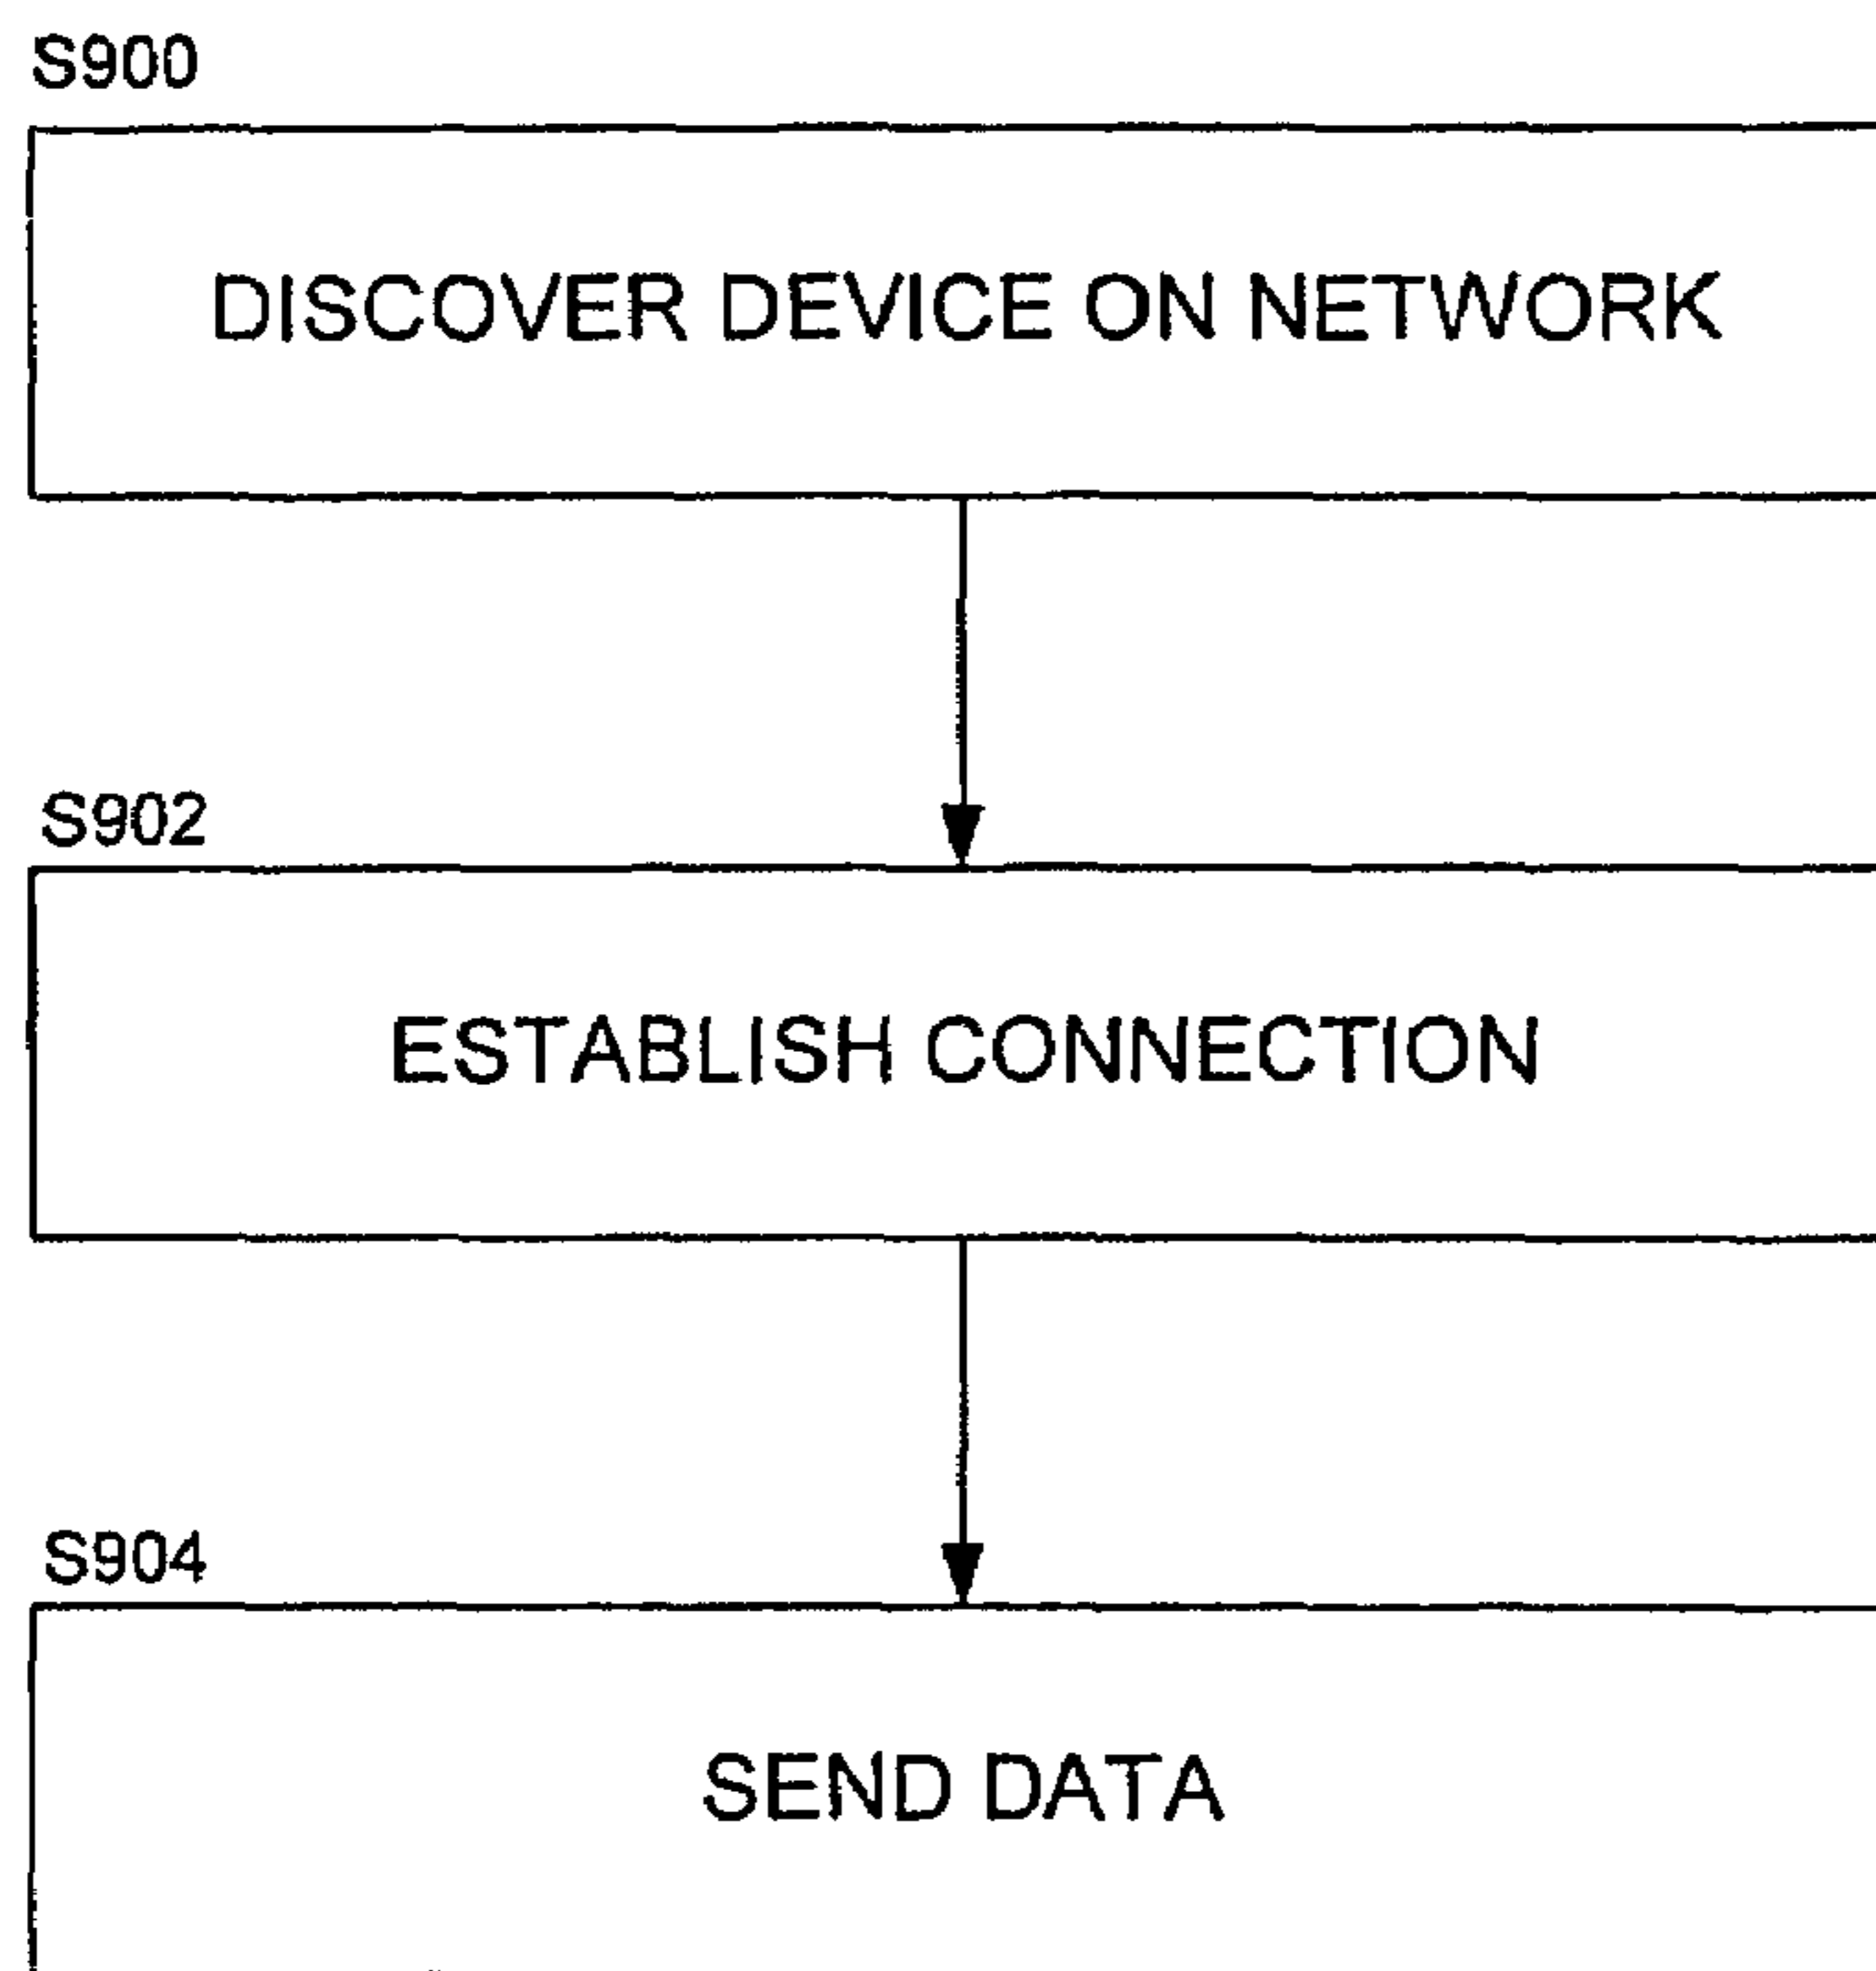 S900
DISCOVER DEVICE ON NETWORK
S902
ESTABLISH CONNECTION
S904
SEND DATA